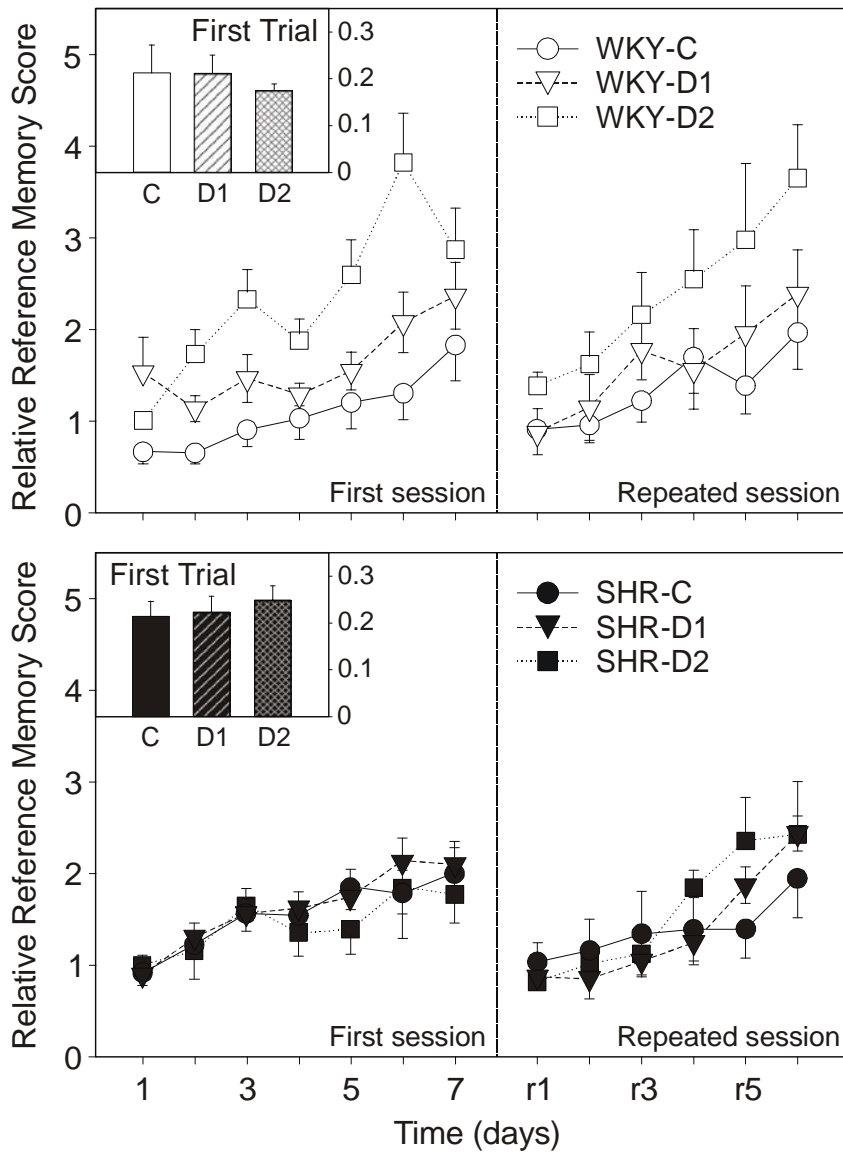 Relative Reference Memory Score
5
4
3
2
1
0
First Trial
0.3
0.2
0.1
0
C D1 D2
WKY-C
WKY-D1
WKY-D2
First session
Repeated session
Relative Reference Memory Score
5
4
3
2
1
0
First Trial
0.3
0.2
0.1
0
C D1 D2
SHR-C
SHR-D1
SHR-D2
First session
Repeated session
1 3 5 7 r1 r3 r5
Time (days)